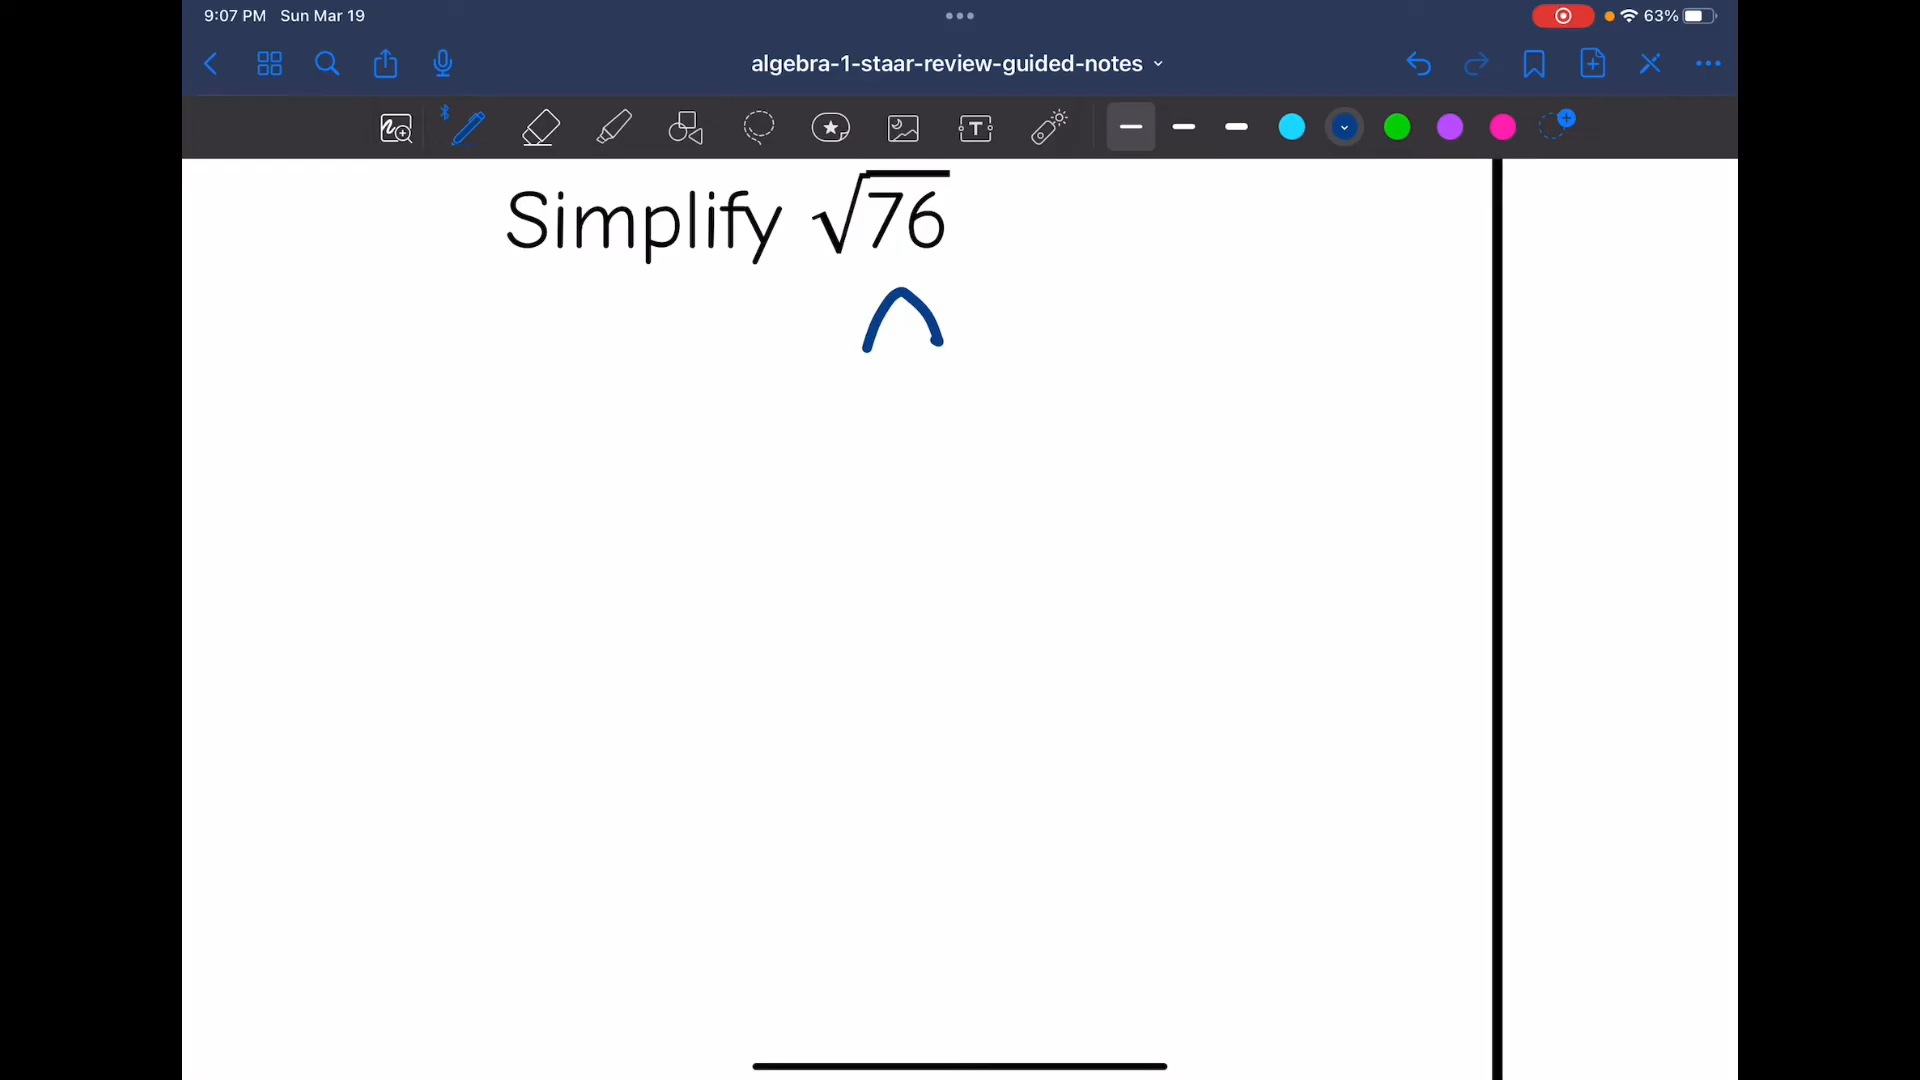 9:07 PM Sun Mar 19
63%
algebra-1-staar-review-guided-notes
T
Simplify √76